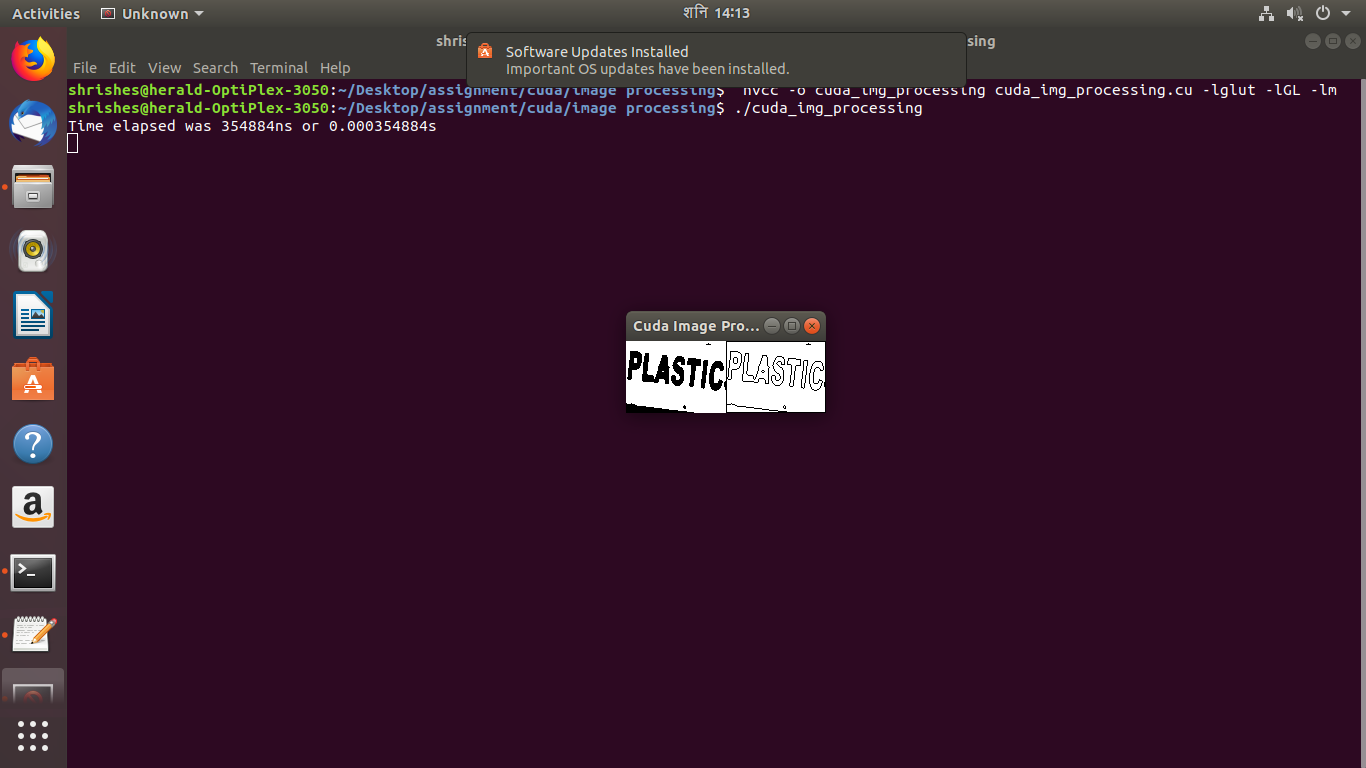 Activities
Unknown
शनि 14:13
shris
sing
Software Updates Installed
Important OS updates have been installed.
File Edit View Search Terminal Help
shrishes@herald-OptiPlex-3050:~/Desktop/assignment/cuda/image processing$ nvcc -o cuda_img_processing cuda_img_processing.cu -lglut -lGL -lm
shrishes@herald-OptiPlex-3050:~/Desktop/assignment/cuda/image processing$ ./cuda_img_processing
Time elapsed was 354884ns or 0.000354884s
Cuda Image Pro...
PLASTIC
PLASTIC